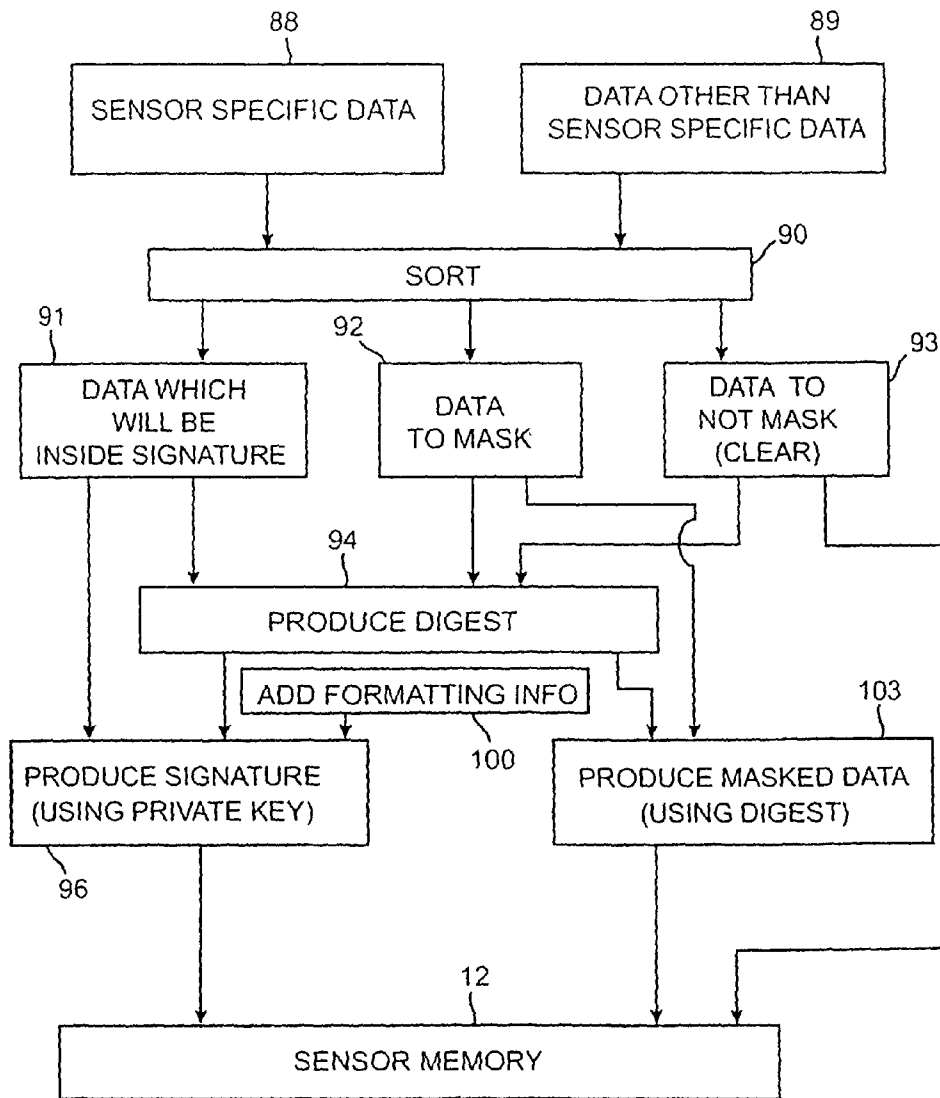 88
89
SENSOR SPECIFIC DATA
DATA OTHER THAN
SENSOR SPECIFIC DATA
90
SORT
91
92
93
DATA WHICH
WILL BE
INSIDE SIGNATURE
DATA
TO MASK
DATA TO
NOT MASK
(CLEAR)
94
PRODUCE DIGEST
ADD FORMATTING INFO
100
103
PRODUCE SIGNATURE
(USING PRIVATE KEY)
PRODUCE MASKED DATA
(USING DIGEST)
96
12
SENSOR MEMORY